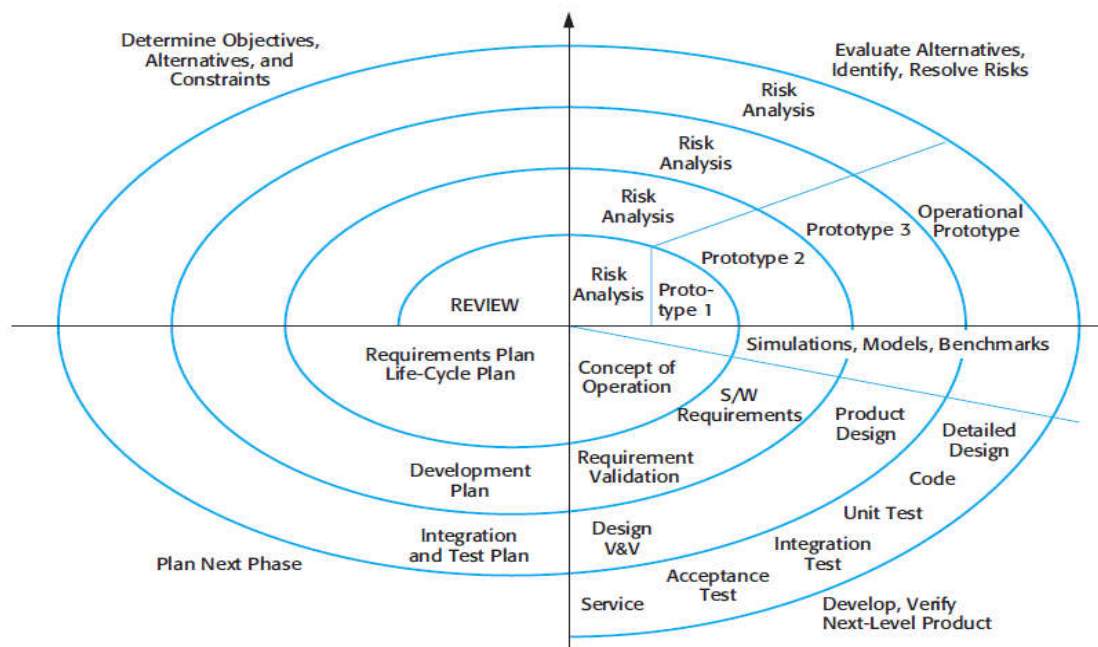 Determine Objectives,
Alternatives, and
Constraints
Evaluate Alternatives,
Identify, Resolve Risks
Risk
Analysis
Risk
Analysis
Risk
Analysis
Operational
Prototype
Prototype 3
Prototype 2
Risk
Analysis
Proto-
type 1
REVIEW
Simulations, Models, Benchmarks
Requirements Plan
Life-Cycle Plan
Concept of
Operation
S/W
Requirements
Product
Design
Detailed
Design
Development
Plan
Requirement
Validation
Code
Unit Test
Integration
and Test Plan
Design
V&V
Integration
Test
Plan Next Phase
Acceptance
Test
Service
Develop, Verify
Next-Level Product